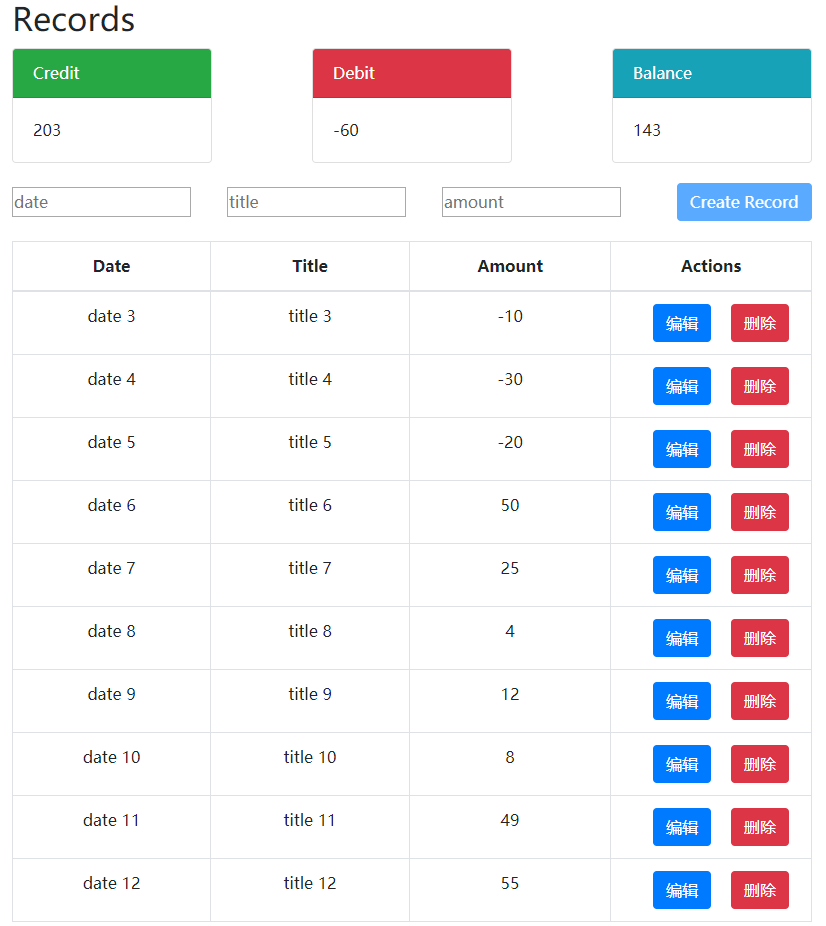 Records
Credit Debit Balance
203 -60 143
date title amount Create Record
Date Title Amount Actions
date 3 title 3 -10 编辑 删除
date 4 title 4 -30 编辑 删除
date 5 title 5 -20 编辑 删除
date 6 title 6 50 编辑 删除
date 7 title 7 25 编辑 删除
date 8 title 8 4 编辑 删除
date 9 title 9 12 编辑 删除
date 10 title 10 8 编辑 删除
date 11 title 11 49 编辑 删除
date 12 title 12 55 编辑 删除